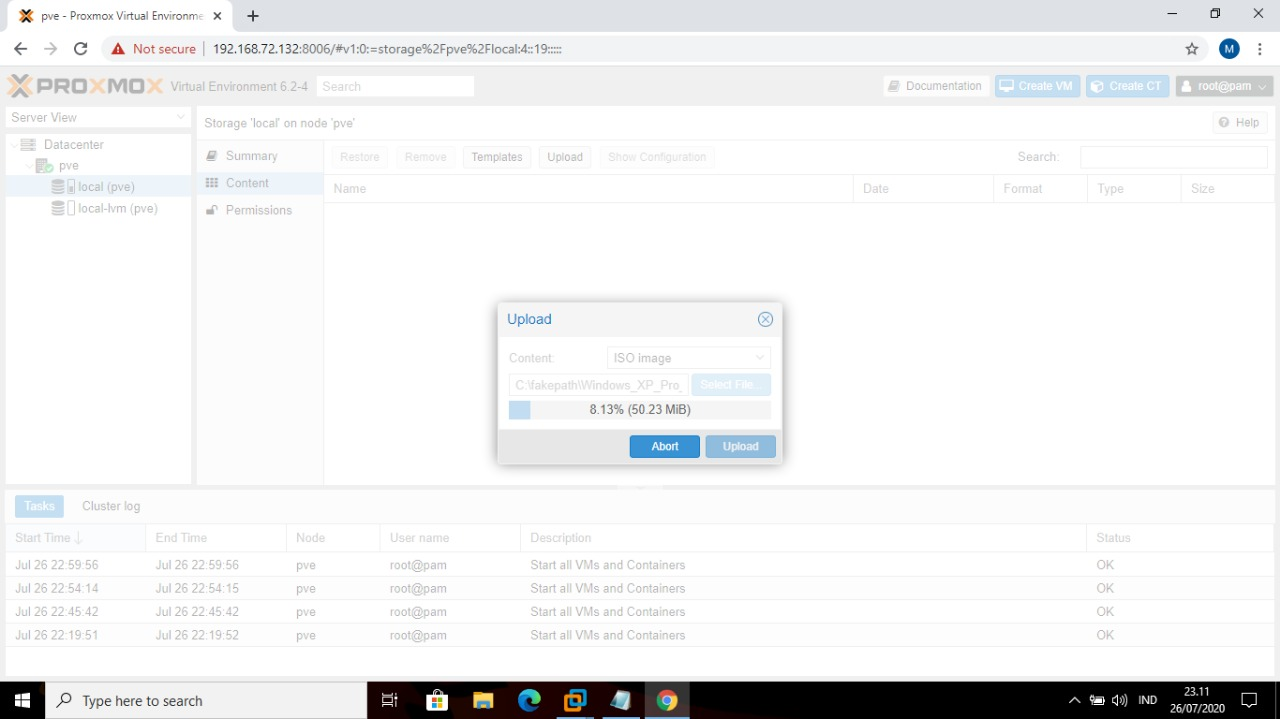 pve - Proxmox Virtual Environme
Not secure
192.168.72.132:8006/#v1:0:=storage%2Fpve%2Flocal:4::19:::::
M
PROXMOX Virtual Environment 6.2-4
Search
Documentation
Create VM
Create CT
root@pam
Server View
Storage 'local' on node 'pve'
Help
Datacenter
pve
local (pve)
local-lvm (pve)
Summary
Content
Permissions
Restore
Remove
Templates
Upload
Show Configuration
Search:
Name
Date
Format
Type
Size
Upload
Content:
ISO image
C:\fakepath\Windows_XP_Pro_
Select File...
8.13% (50.23 MiB)
Abort
Upload
Tasks
Cluster log
Start Time
End Time
Node
User name
Description
Status
Jul 26 22:59:56
Jul 26 22:59:56
pve
root@pam
Start all VMs and Containers
OK
Jul 26 22:54:14
Jul 26 22:54:15
pve
root@pam
Start all VMs and Containers
OK
Jul 26 22:45:42
Jul 26 22:45:42
pve
root@pam
Start all VMs and Containers
OK
Jul 26 22:19:51
Jul 26 22:19:52
pve
root@pam
Start all VMs and Containers
OK
Type here to search
IND
23.11
26/07/2020